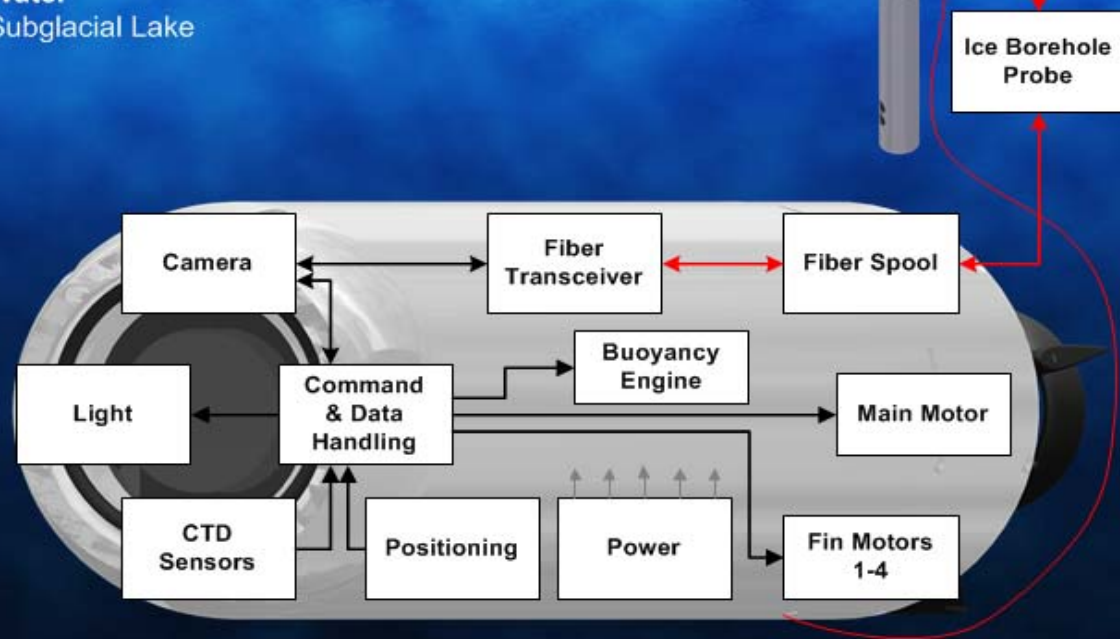 Subglacial Lake
Ice Borehole
Probe
Camera
Fiber
Transceiver
Fiber Spool
Buoyancy
Engine
Command
& Data
Handling
Light
Main Motor
CTD
Sensors
Positioning
Power
Fin Motors
1-4